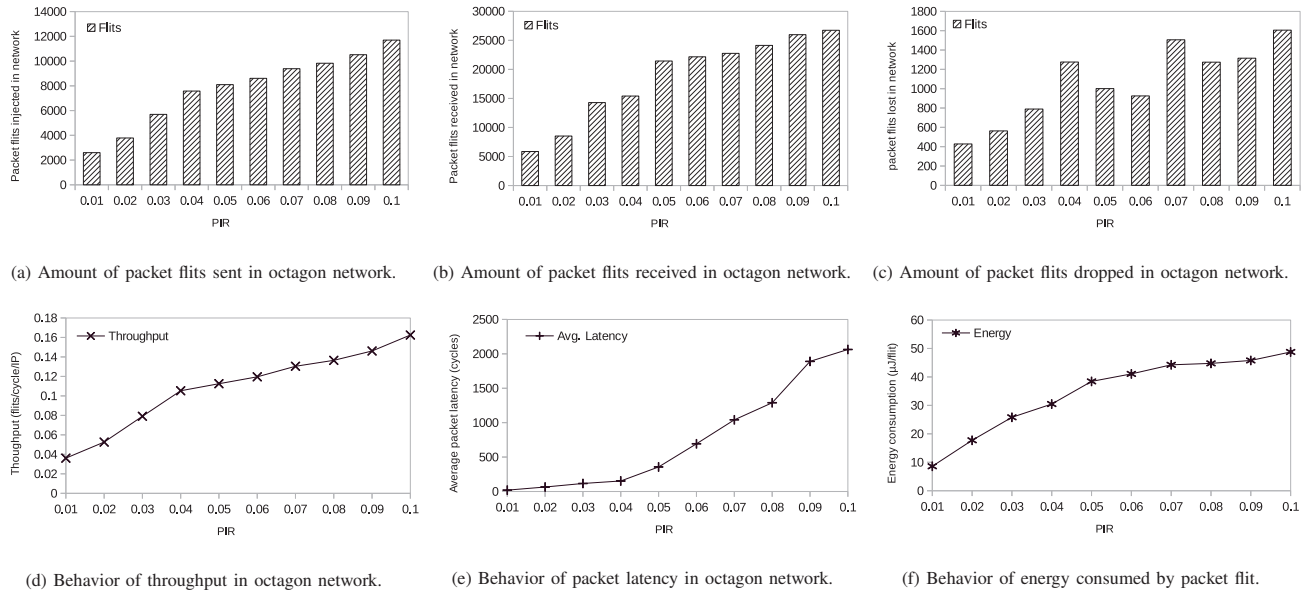 14000
12000
10000
8000
6000
4000
2000
0
Packet flits injected in network
Flits
0.01 0.02 0.03 0.04 0.05 0.06 0.07 0.08 0.09 0.1
PIR
(a) Amount of packet flits sent in octagon network.
30000
25000
20000
15000
10000
5000
0
Packet flits received in network
Flits
0.01 0.02 0.03 0.04 0.05 0.06 0.07 0.08 0.09 0.1
PIR
(b) Amount of packet flits received in octagon network.
1800
1600
1400
1200
1000
800
600
400
200
0
packet flits lost in network
Flits
0.01 0.02 0.03 0.04 0.05 0.06 0.07 0.08 0.09 0.1
PIR
(c) Amount of packet flits dropped in octagon network.
0.18
0.16
0.14
0.12
0.1
0.08
0.06
0.04
0.02
0
Thoughput (flits/cycle/IP)
Throughput
0.01 0.02 0.03 0.04 0.05 0.06 0.07 0.08 0.09 0.1
PIR
(d) Behavior of throughput in octagon network.
2500
2000
1500
1000
500
0
Average packet latency (cycles)
Avg. Latency
0.01 0.02 0.03 0.04 0.05 0.06 0.07 0.08 0.09 0.1
PIR
(e) Behavior of packet latency in octagon network.
60
50
40
30
20
10
0
Energy consumption (µJ/flit)
Energy
0.01 0.02 0.03 0.04 0.05 0.06 0.07 0.08 0.09 0.1
PIR
(f) Behavior of energy consumed by packet flit.